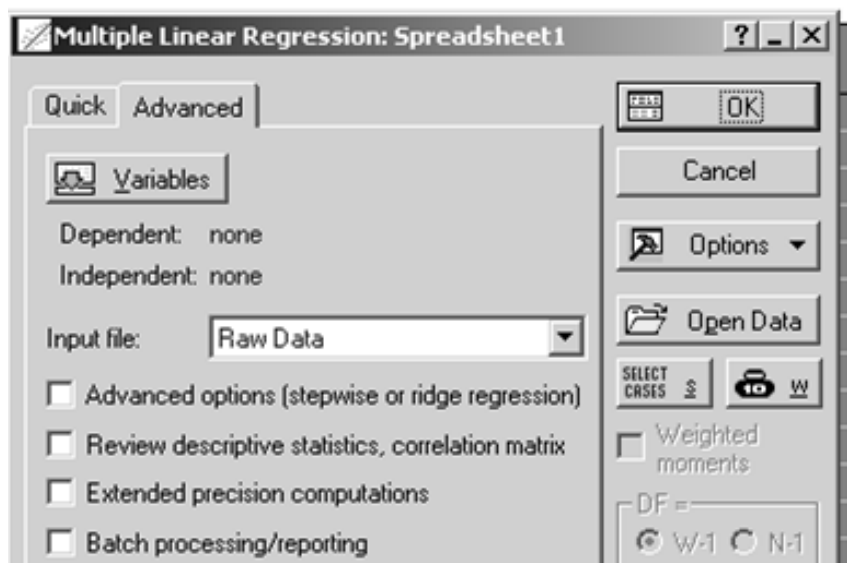 Multiple Linear Regression: Spreadsheet1
Quick Advanced
Variables
Dependent: none
Independent: none
Input file: Raw Data
Advanced options (stepwise or ridge regression)
Review descriptive statistics, correlation matrix
Extended precision computations
Batch processing/reporting
OK
Cancel
Options
Open Data
SELECT
CASES S
W
Weighted
moments
DF =
W-1 N-1